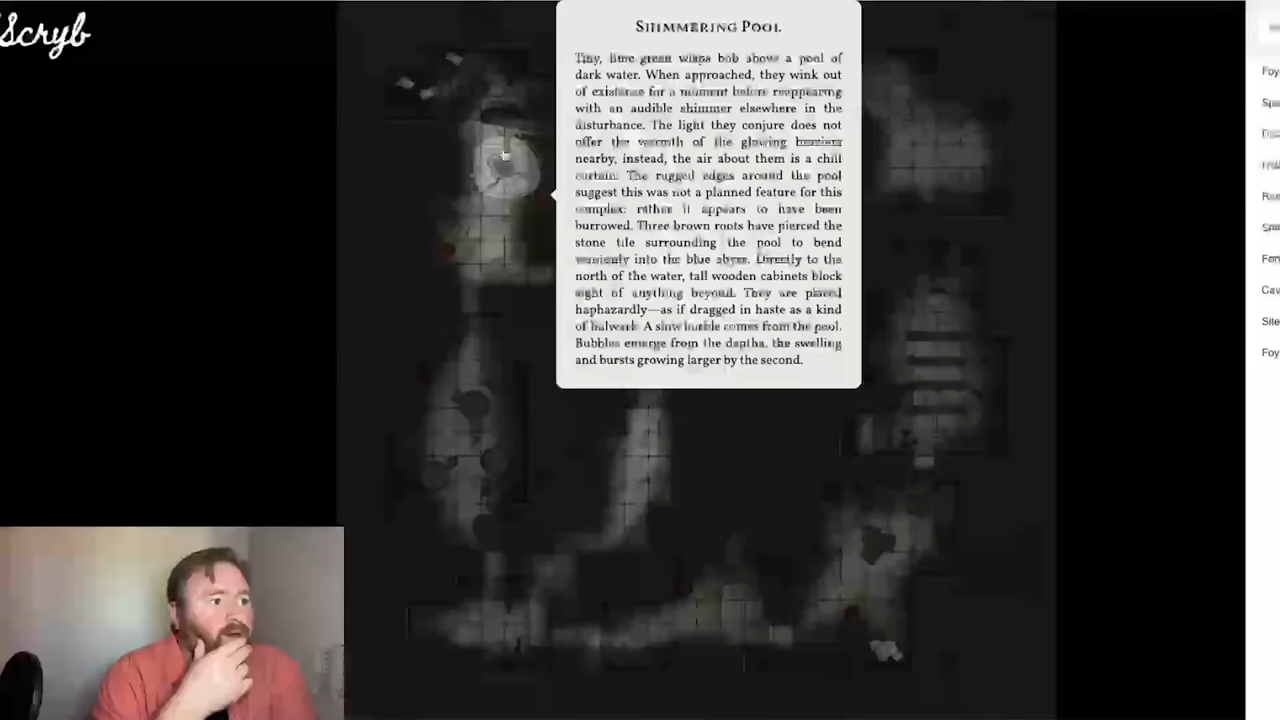 Scryb
SHIMMERING POOL
Tiny, lime green wisps bob above a pool of
dark water. When approached, they wink out
of existence for a moment before reappearing
with an audible shimmer elsewhere in the
disturbance. The light they conjure does not
offer the warmth of the glowing braziers
nearby, instead, the air about them is a chill
curtain. The rugged edges around the pool
suggest this was not a planned feature for this
complex: rather it appears to have been
burrowed. Three brown roots have pierced the
stone tile surrounding the pool to bend
into the blue abyss. Directly to the
north of the water, tall wooden cabinets block
sight of anything beyond. They are placed
haphazardly—as if dragged in haste as a kind
of bulwark. A slow burble comes from the pool.
Bubbles emerge from the depths, the swelling
and bursts growing larger by the second.
Foy
Spa
Cav
Site
Foy